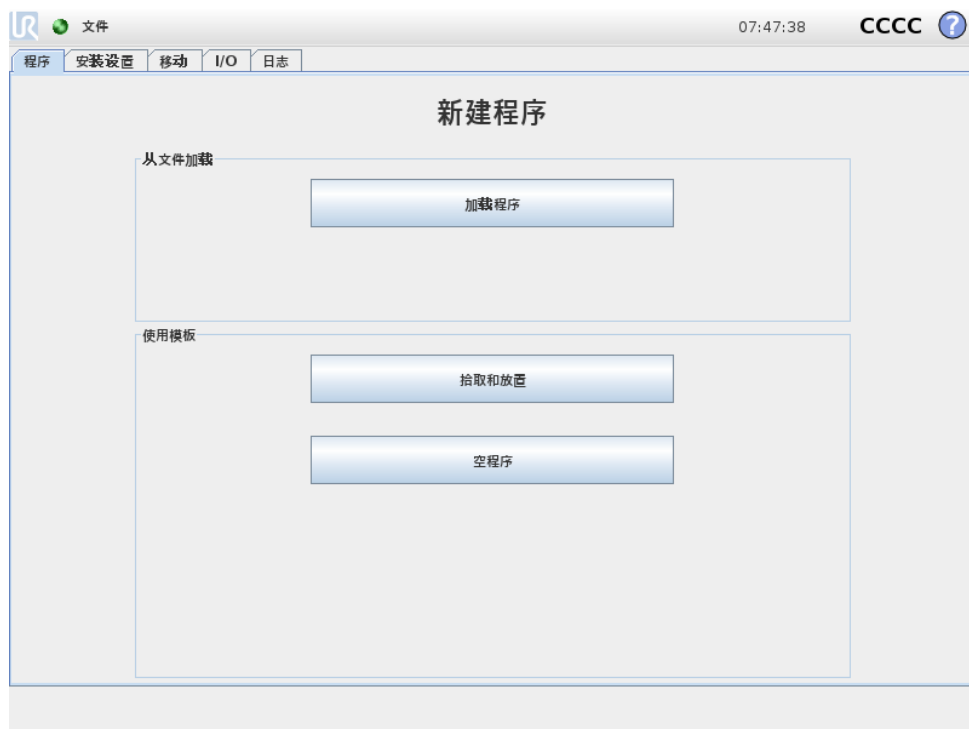 UR 文件 07:47:38 CCCC ?
程序 安装设置 移动 I/O 日志
新建程序
从文件加载
加载程序
使用模板
拾取和放置
空程序